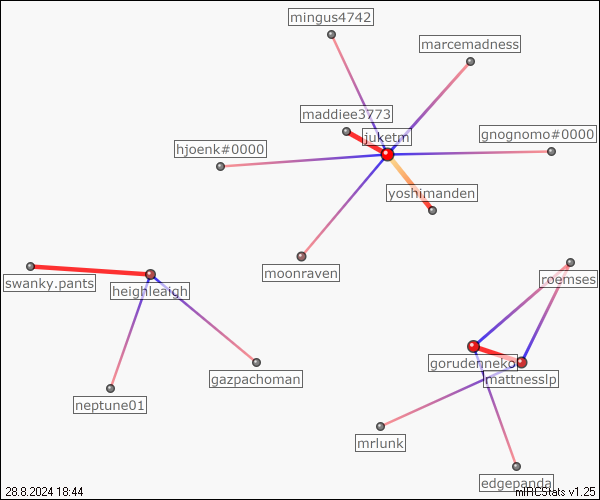 mingus4742
marcemadness
maddiee3773
juketm
gnognomo#0000
hjoenk#0000
yoshimanden
moonraven
swanky.pants
heighleaigh
roemses
gorudenneko
mattnesslp
gazpachoman
neptune01
mrlunk
edgepanda
28.8.2024 18:44
mIRCStats v1.25